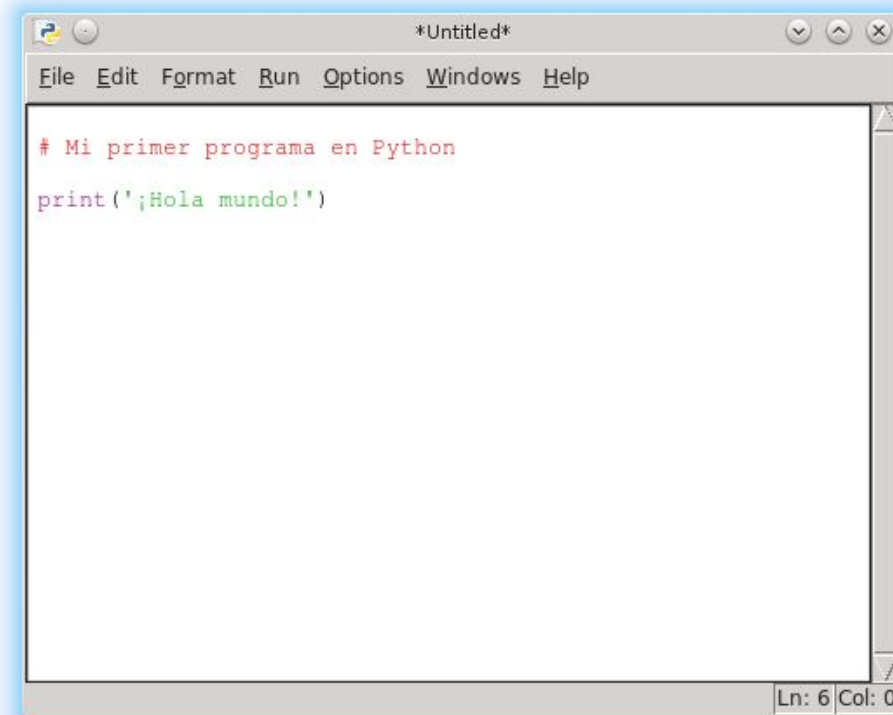 *Untitled*
File Edit Format Run Options Windows Help
# Mi primer programa en Python
print('¡Hola mundo!')
Ln: 6 Col: 0